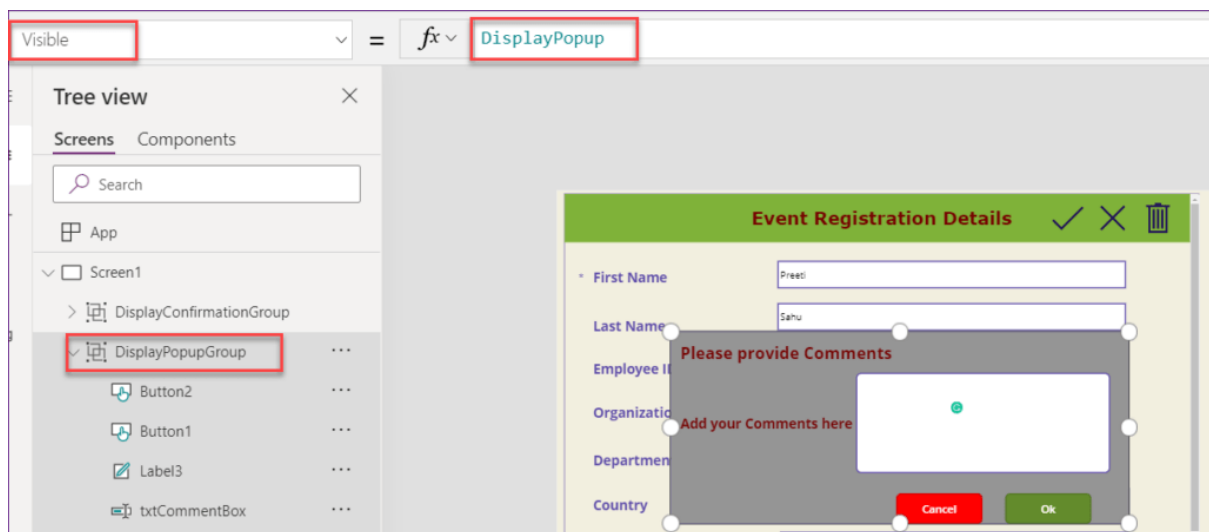 Visible = fx DisplayPopup
Tree view
Screens Components
Search
App
Screen1
DisplayConfirmationGroup
DisplayPopupGroup
Button2
Button1
Label3
txtCommentBox
Event Registration Details
* First Name Preeti
Last Name Sahu
Employee ID
Organizatio
Departmen
Country
Please provide Comments
Add your Comments here
Cancel Ok